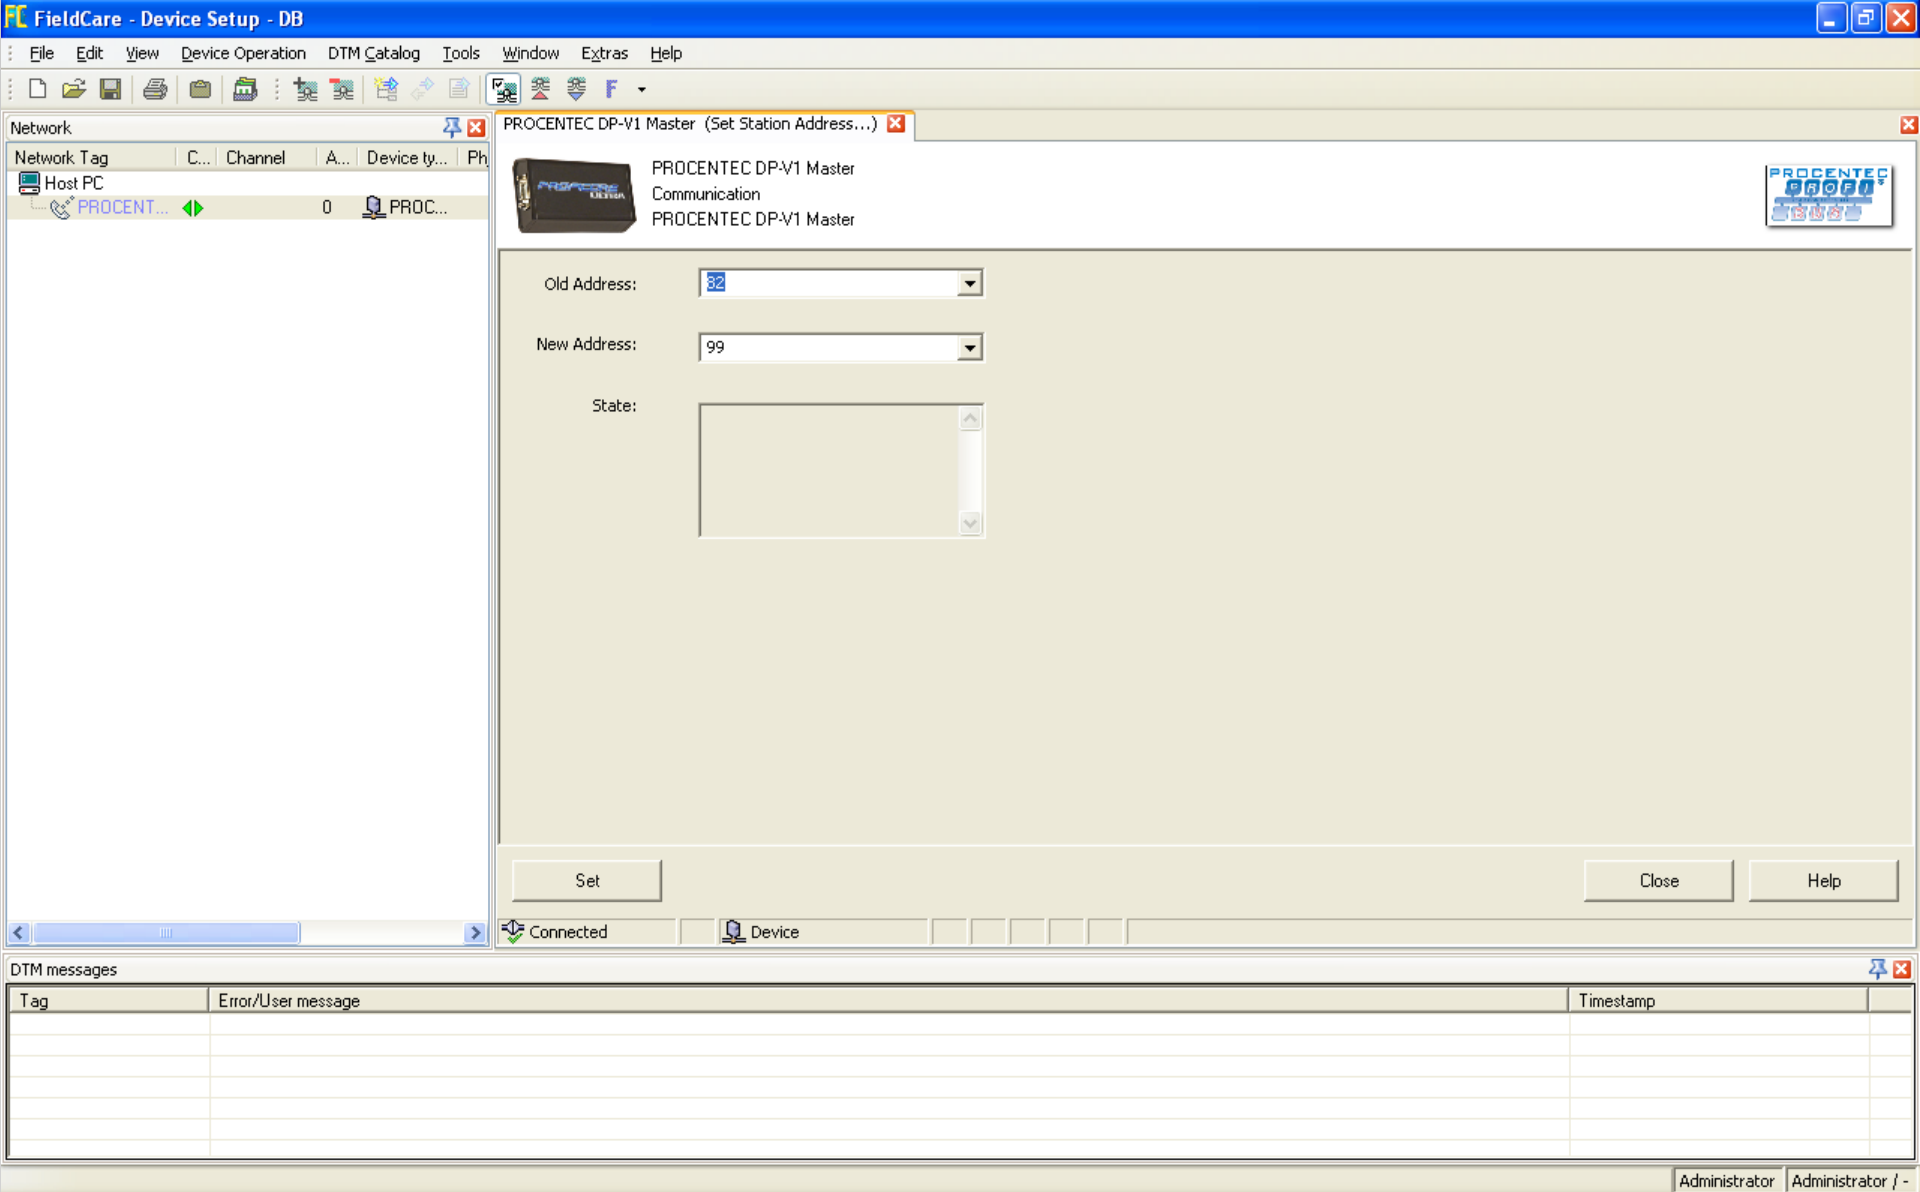 FieldCare - Device Setup - DB
File Edit View Device Operation DTM Catalog Tools Window Extras Help
F
Network
Network Tag C... Channel A... Device ty... Ph
Host PC
PROCENT... 0 PROC...
PROCENTEC DP-V1 Master (Set Station Address...)
PROCENTEC DP-V1 Master
Communication
PROCENTEC DP-V1 Master
PROCENTEC
PROFI
Old Address: 82
New Address: 99
State:
Set Close Help
Connected Device
DTM messages
Tag Error/User message Timestamp
Administrator Administrator / -